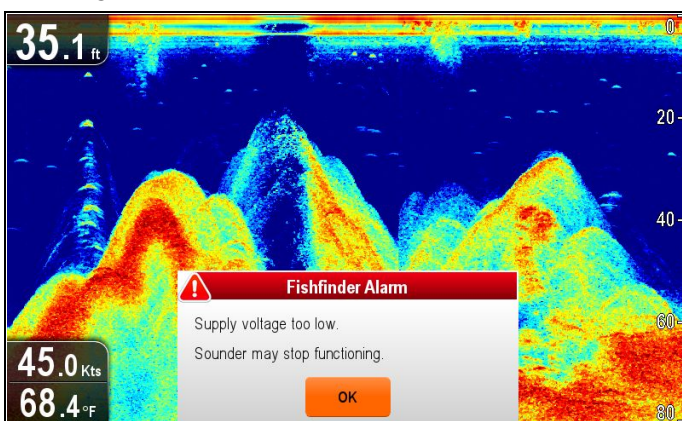 35.1 ft
0
20
40
Fishfinder Alarm
Supply voltage too low.
Sounder may stop functioning.
60
OK
45.0 Kts
68.4°F
80